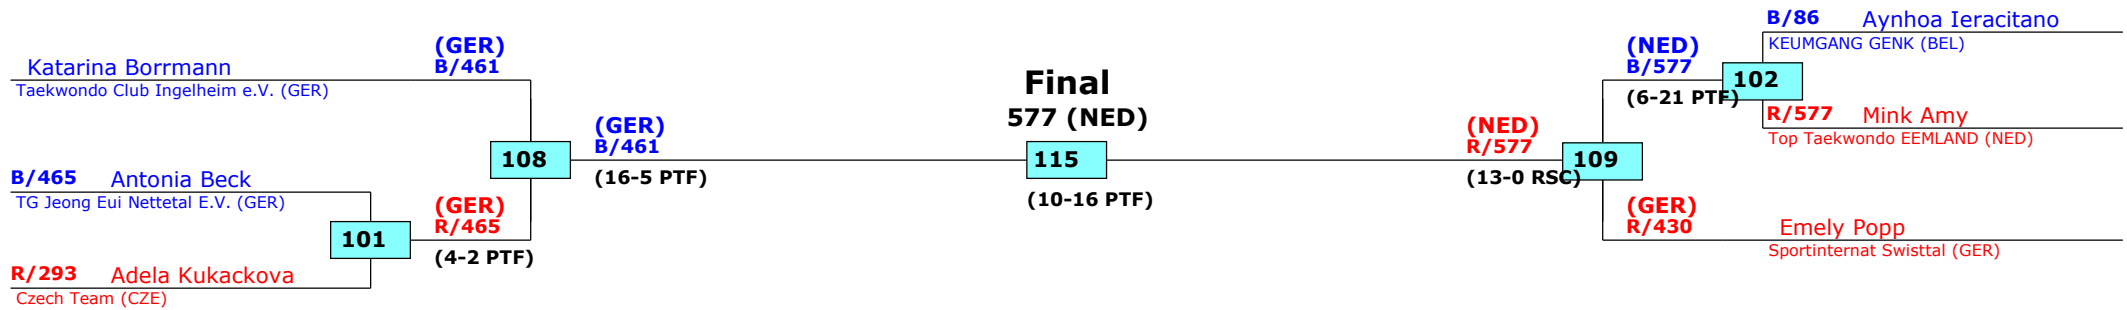 (GER)
B/461
Katarina Borrmann
Taekwondo Club Ingelheim e.V. (GER)
108
(GER)
B/461
(16-5 PTF)
B/465 Antonia Beck
TG Jeong Eui Nettetal E.V. (GER)
101
(GER)
R/465
(4-2 PTF)
R/293 Adela Kukackova
Czech Team (CZE)
Final
577 (NED)
115
(10-16 PTF)
B/86 Aynhoa Ieracitano
KEUMGANG GENK (BEL)
(NED)
B/577
102
(6-21 PTF)
R/577 Mink Amy
Top Taekwondo EEMLAND (NED)
(NED)
R/577
109
(13-0 RSC)
(GER)
R/430
Emely Popp
Sportinternat Swisttal (GER)